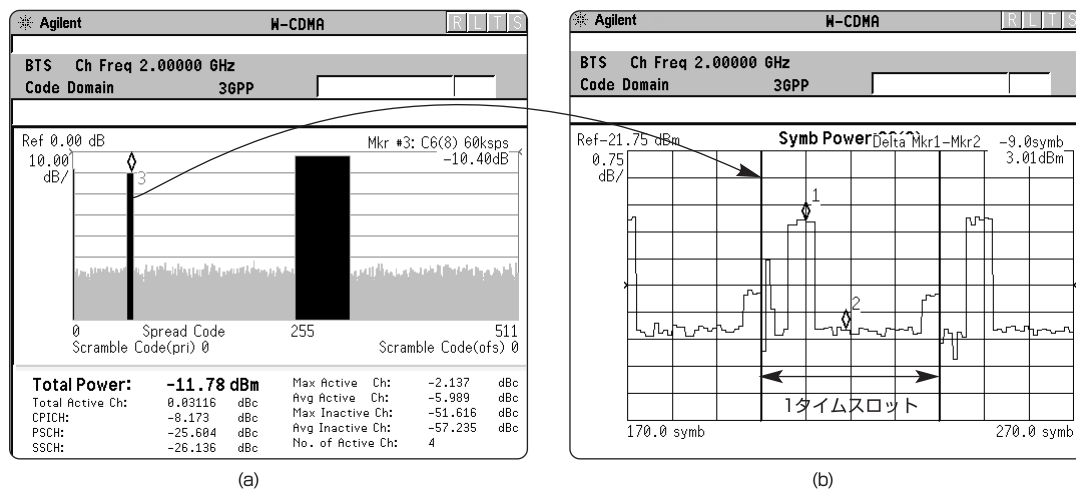 Agilent W-CDMA R L T S
BTS Ch Freq 2.00000 GHz
Code Domain 3GPP
Ref 0.00 dB Mkr #3: C6(8) 60ksps
10.00 -10.40dB
dB/
3
0 Spread Code 255 511
Scramble Code(pri) 0 Scramble Code(ofs) 0
Total Power: -11.78 dBm
Total Active Ch: 0.03116 dBc
CPICH: -8.173 dBc
PSCH: -25.604 dBc
SSCH: -26.136 dBc
Max Active Ch: -2.137 dBc
Avg Active Ch: -5.989 dBc
Max Inactive Ch: -51.616 dBc
Avg Inactive Ch: -57.235 dBc
No. of Active Ch: 4
(a)
Agilent W-CDMA R L T S
BTS Ch Freq 2.00000 GHz
Code Domain 3GPP
Ref-21.75 dBm Symb Power Delta Mkr1-Mkr2 -9.0symb
0.75 3.01dBm
dB/
1
2
1タイムスロット
170.0 symb 270.0 symb
(b)